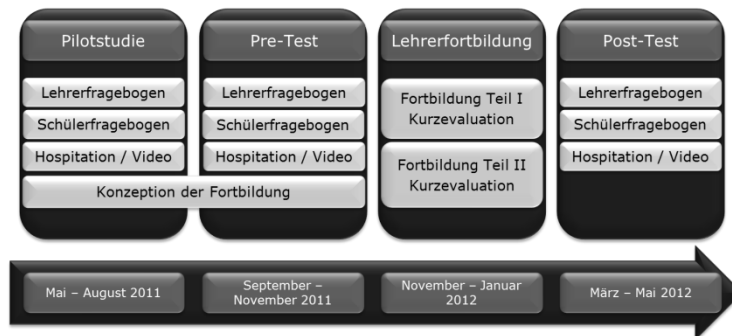 Pilotstudie
Lehrerfragebogen
Schülerfragebogen
Hospitation / Video
Konzeption der Fortbildung
Pre-Test
Lehrerfragebogen
Schülerfragebogen
Hospitation / Video
Lehrerfortbildung
Fortbildung Teil I
Kurzevaluation
Fortbildung Teil II
Kurzevaluation
Post-Test
Lehrerfragebogen
Schülerfragebogen
Hospitation / Video
Mai – August 2011
September –
November 2011
November – Januar
2012
März – Mai 2012